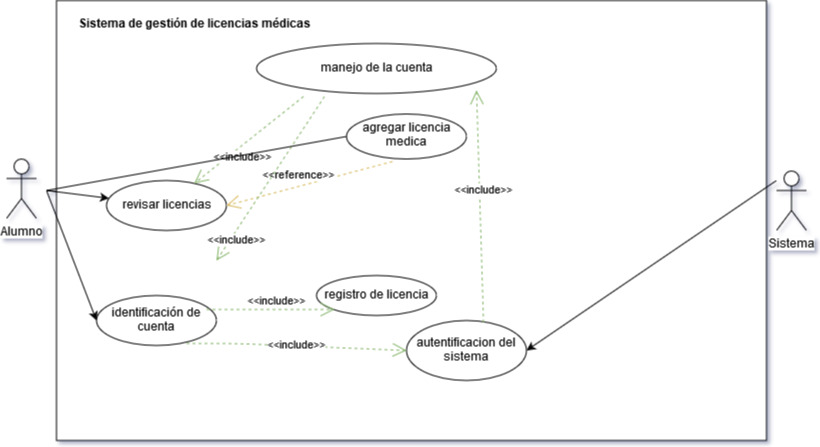 Sistema de gestión de licencias médicas
manejo de la cuenta
agregar licencia
medica
<<include>>
<<reference>>
<<include>>
revisar licencias
Alumno
Sistema
<<include>>
registro de licencia
<<include>>
identificación de
cuenta
<<include>>
autentificacion del
sistema